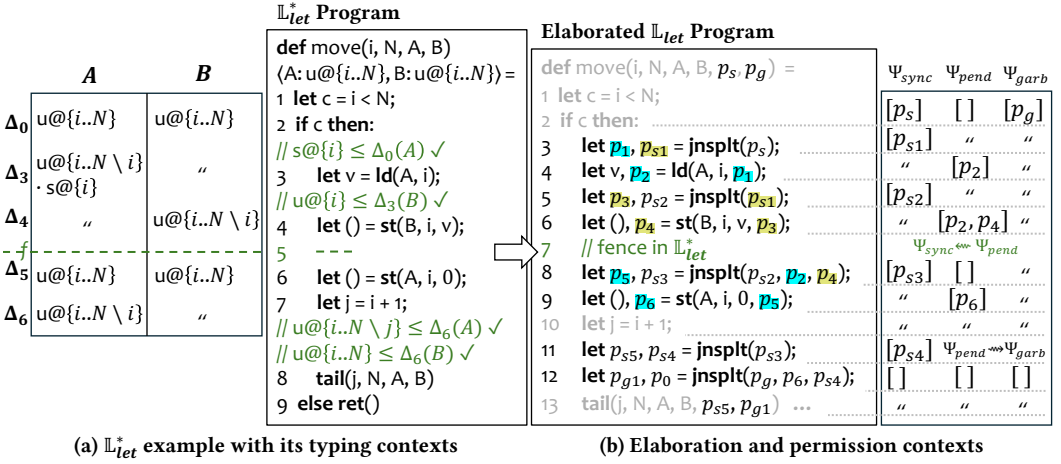 𝕃*let Program
def move(i, N, A, B)
⟨A: u@{i..N}, B: u@{i..N}⟩ =
1 let c = i < N;
2 if c then:
// s@{i} ≤ Δ0(A) ✓
3 let v = ld(A, i);
// u@{i} ≤ Δ3(B) ✓
4 let () = st(B, i, v);
5 ----
6 let () = st(A, i, 0);
7 let j = i + 1;
// u@{i..N \ j} ≤ Δ6(A) ✓
// u@{i..N} ≤ Δ6(B) ✓
8 tail(j, N, A, B)
9 else ret()
A B
Δ0 u@{i..N} u@{i..N}
Δ3 u@{i..N \ i} "
· s@{i}
Δ4 " u@{i..N \ i}
f
Δ5 u@{i..N} u@{i..N}
Δ6 u@{i..N \ i} "
(a) 𝕃*let example with its typing contexts
Elaborated 𝕃let Program
def move(i, N, A, B, ps, pg) =
1 let c = i < N;
2 if c then:
3 let p1, ps1 = jnsplt(ps);
4 let v, p2 = ld(A, i, p1);
5 let p3, ps2 = jnsplt(ps1);
6 let (), p4 = st(B, i, v, p3);
7 // fence in 𝕃*let
8 let p5, ps3 = jnsplt(ps2, p2, p4);
9 let (), p6 = st(A, i, 0, p5);
10 let j = i + 1;
11 let ps5, ps4 = jnsplt(ps3);
12 let pg1, p0 = jnsplt(pg, p6, ps4);
13 tail(j, N, A, B, ps5, pg1) ...
Ψsync Ψpend Ψgarb
[ps] [ ] [pg]
[ps1] " "
" [p2] "
[ps2] " "
" [p2, p4] "
Ψsync ⇜ Ψpend
[ps3] [ ] "
" [p6] "
" " "
[ps4] Ψpend ⇝ Ψgarb
[ ] [ ] [ ]
" " "
(b) Elaboration and permission contexts